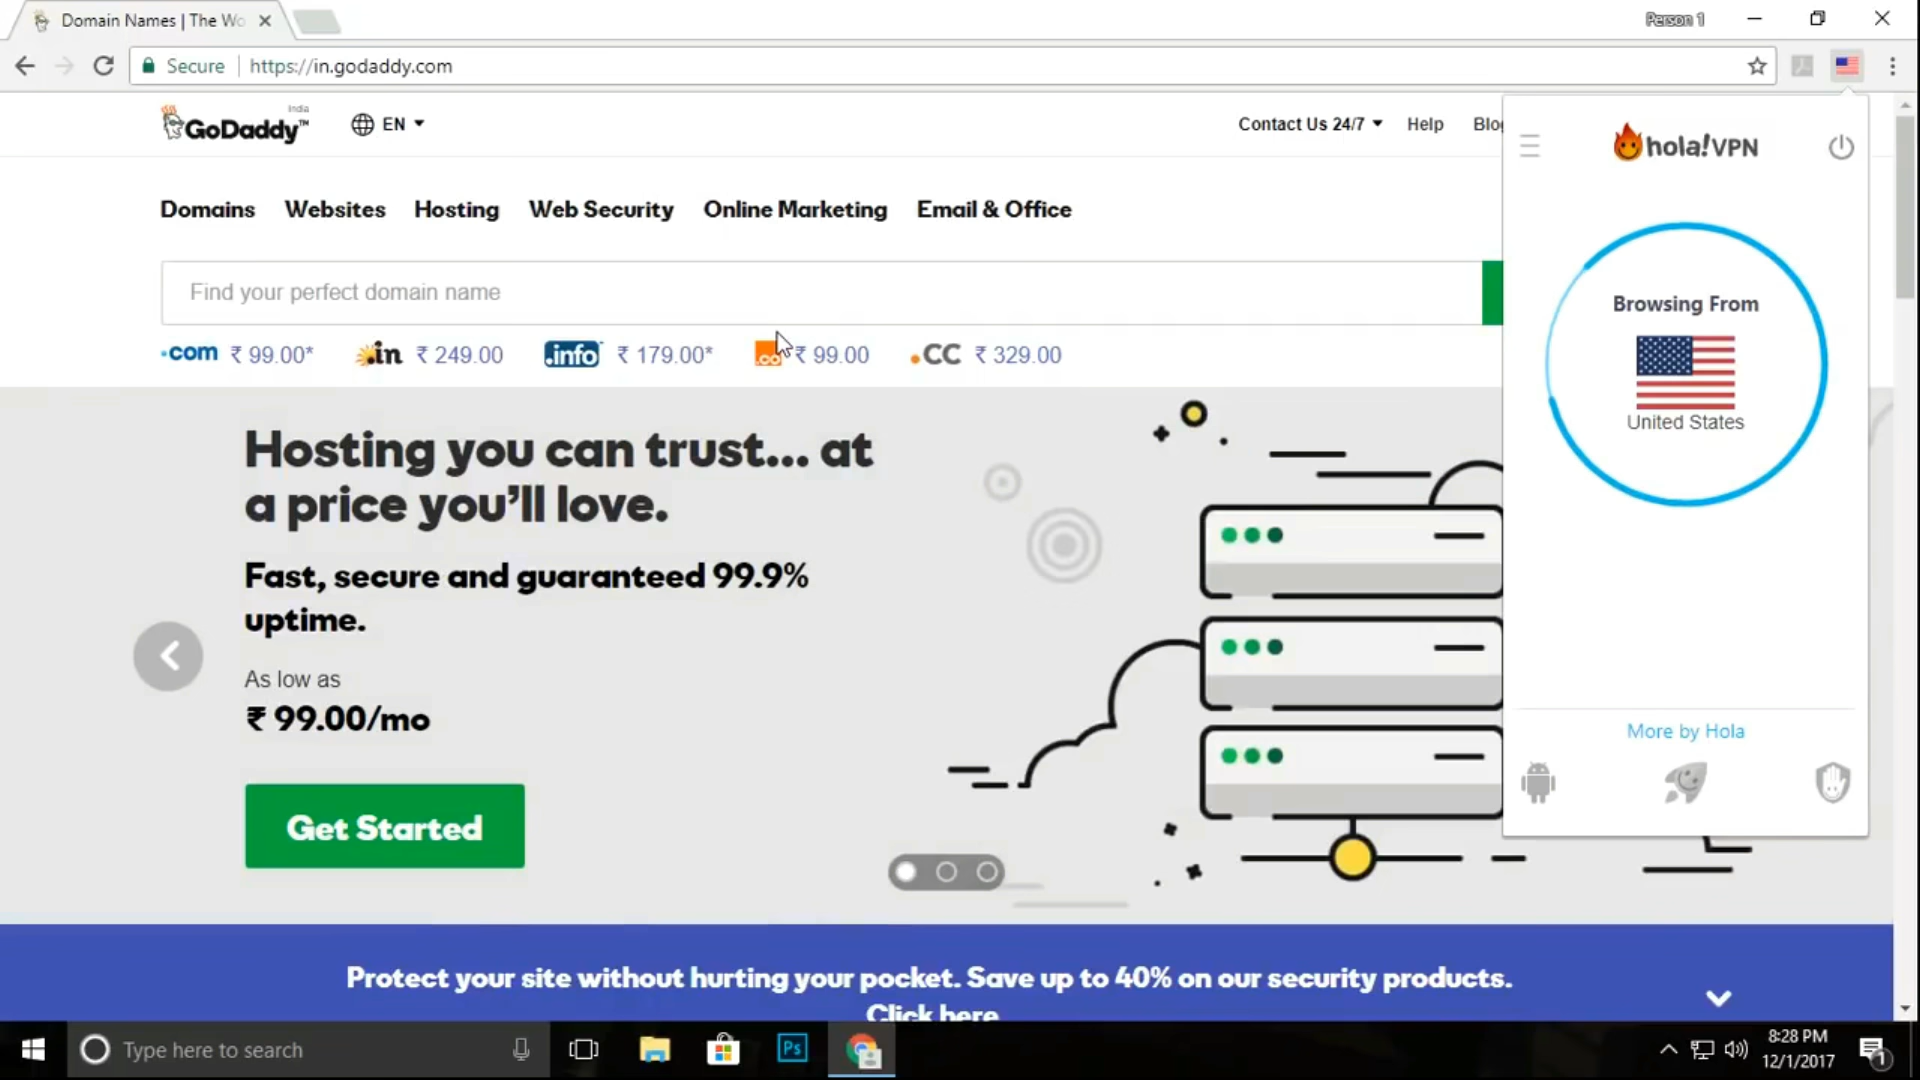 Domain Names | The Wo
Person 1
Secure
https://in.godaddy.com
India
GoDaddy™
EN
Contact Us 24/7
Help
Blog
Domains
Websites
Hosting
Web Security
Online Marketing
Email & Office
Find your perfect domain name
.com ₹ 99.00*
.in ₹ 249.00
.info ₹ 179.00*
.co ₹ 99.00
.CC ₹ 329.00
Hosting you can trust... at
a price you'll love.
Fast, secure and guaranteed 99.9%
uptime.
As low as
₹ 99.00/mo
Get Started
Protect your site without hurting your pocket. Save up to 40% on our security products.
Click here
hola!VPN
Browsing From
United States
More by Hola
Type here to search
Ps
8:28 PM
12/1/2017
1